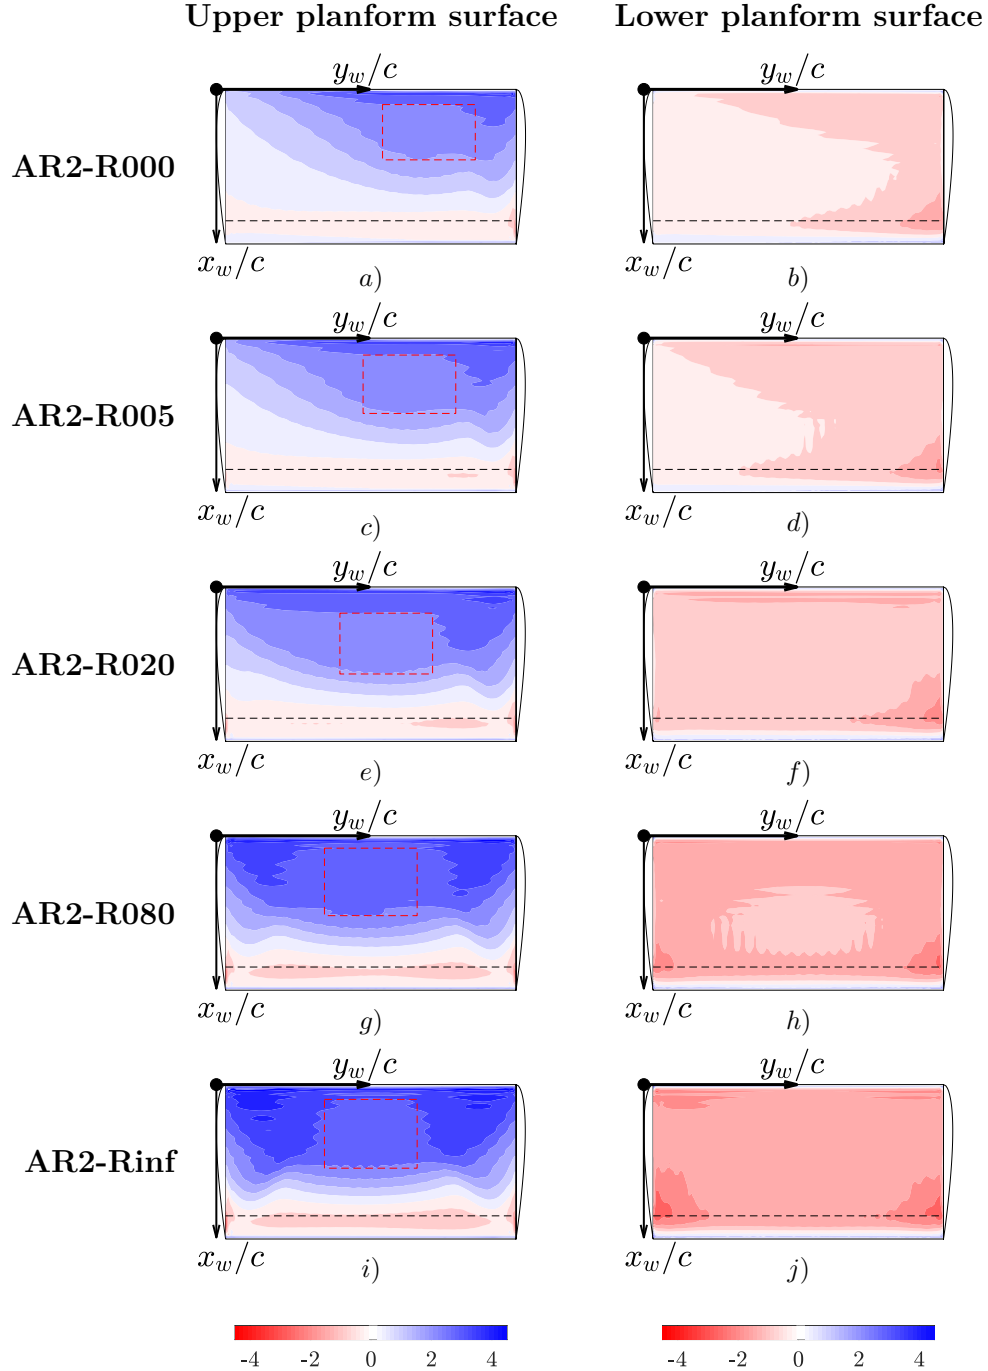 Upper planform surface Lower planform surface
y_w/c y_w/c
AR2-R000
x_w/c x_w/c
a) b)
y_w/c y_w/c
AR2-R005
x_w/c x_w/c
c) d)
y_w/c y_w/c
AR2-R020
x_w/c x_w/c
e) f)
y_w/c y_w/c
AR2-R080
x_w/c x_w/c
g) h)
y_w/c y_w/c
AR2-Rinf
x_w/c x_w/c
i) j)
-4 -2 0 2 4 -4 -2 0 2 4